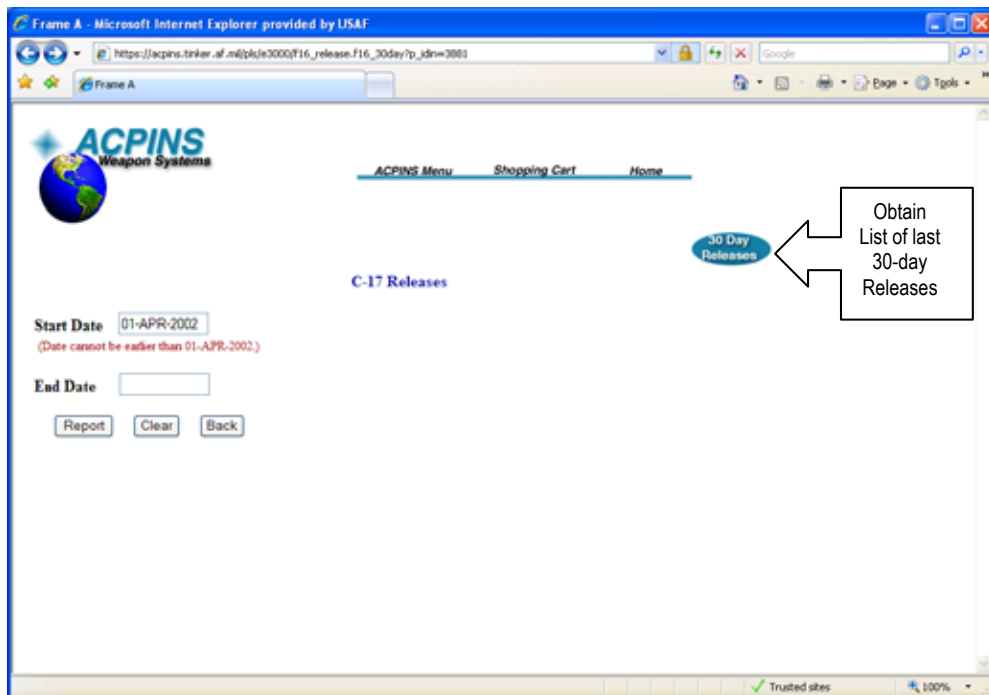 Frame A - Microsoft Internet Explorer provided by USAF
https://acpins.tinker.af.mil/pls/e3000/f16_release.f16_30day?p_idin=3881
Google
Frame A
Page
Tools
ACPINS
Weapon Systems
ACPINS Menu Shopping Cart Home
30 Day
Releases
Obtain
List of last
30-day
Releases
C-17 Releases
Start Date 01-APR-2002
(Date cannot be earlier than 01-APR-2002.)
End Date
Report Clear Back
Trusted sites 100%